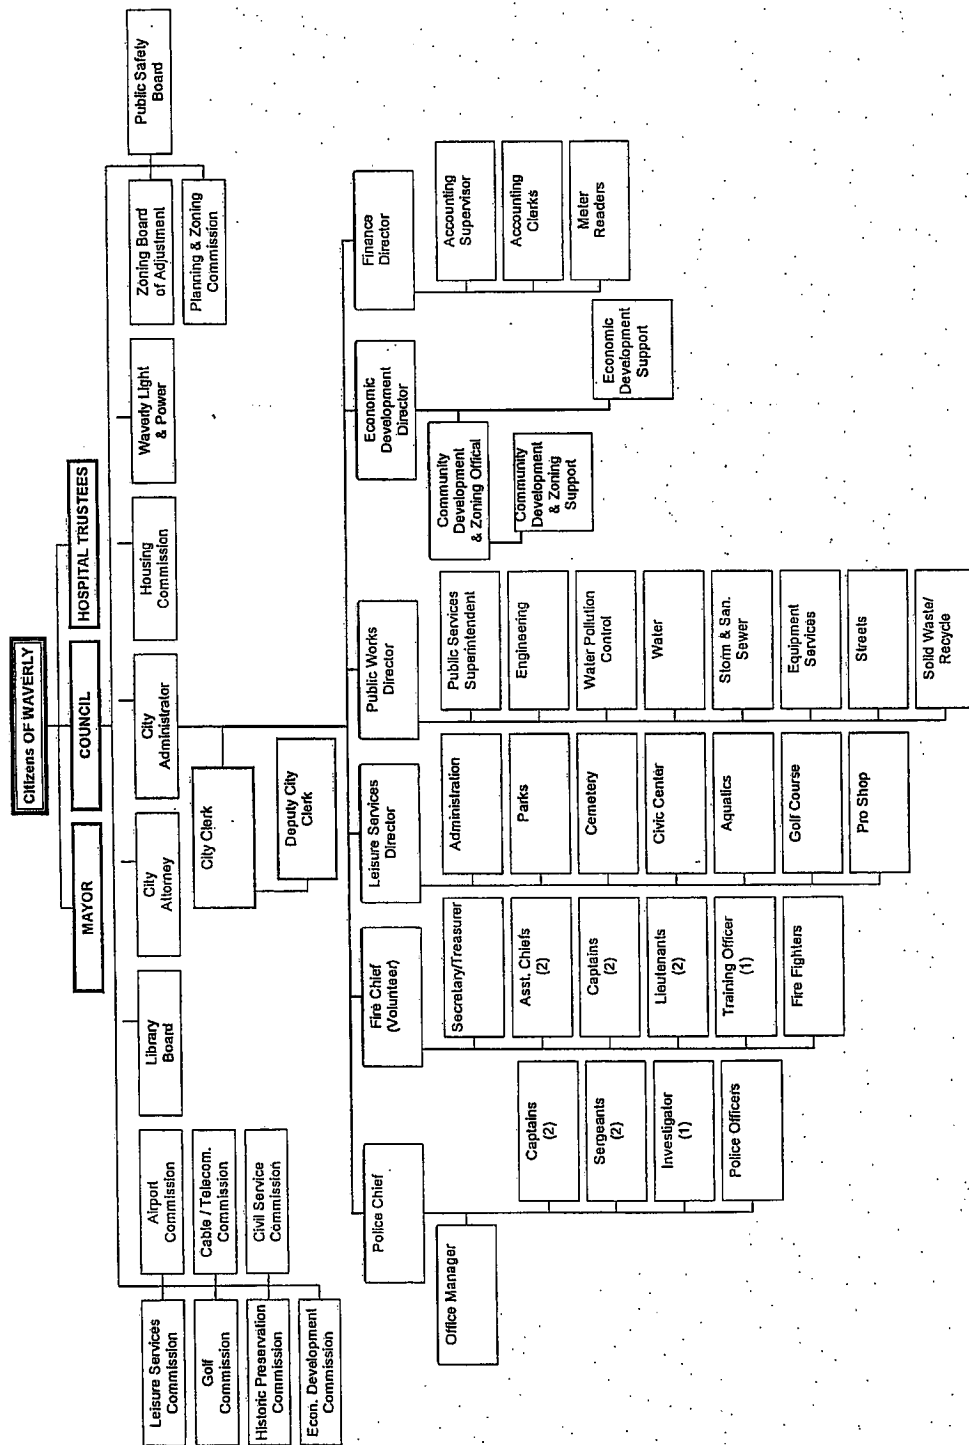 Citizens OF WAVERLY
MAYOR
COUNCIL
HOSPITAL TRUSTEES
Leisure Services
Commission
Golf
Commission
Historic Preservation
Commission
Econ. Development
Commission
Airport
Commission
Cable / Telecom.
Commission
Civil Service
Commission
Library
Board
City
Attorney
City
Administrator
Housing
Commission
Waverly Light
& Power
Zoning Board
of Adjustment
Planning & Zoning
Commission
Public Safety
Board
City Clerk
Deputy City
Clerk
Police Chief
Office Manager
Captains
(2)
Sergeants
(2)
Investigator
(1)
Police Officers
Fire Chief
(Volunteer)
Secretary/Treasurer
Asst. Chiefs
(2)
Captains
(2)
Lieutenants
(2)
Training Officer
(1)
Fire Fighters
Leisure Services
Director
Administration
Parks
Cemetery
Civic Center
Aquatics
Golf Course
Pro Shop
Public Works
Director
Public Services
Superintendent
Engineering
Water Pollution
Control
Water
Storm & San.
Sewer
Equipment
Services
Streets
Solid Waste/
Recycle
Economic
Development
Director
Community
Development
& Zoning Offical
Community
Development
& Zoning
Support
Economic
Development
Support
Finance
Director
Accounting
Supervisor
Accounting
Clerks
Meter
Readers